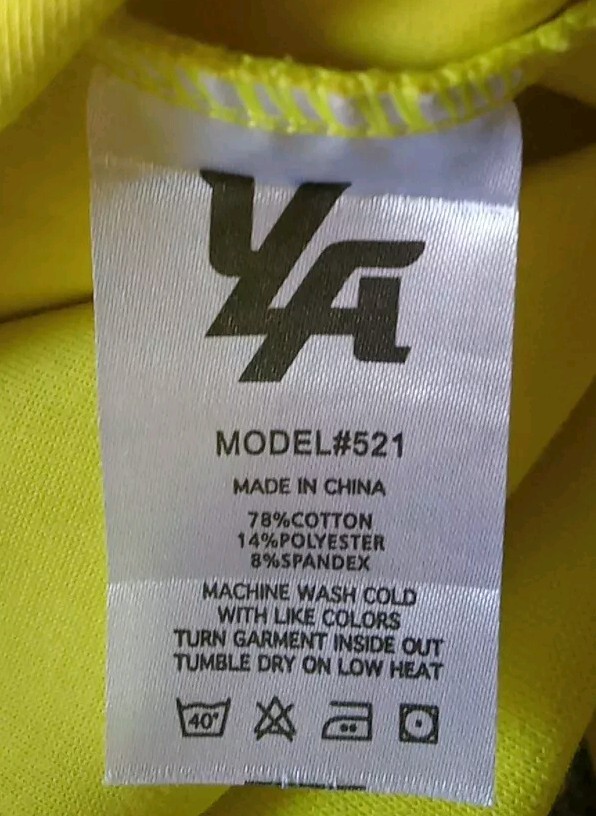 YLA
MODEL#521
MADE IN CHINA
78%COTTON
14%POLYESTER
8%SPANDEX
MACHINE WASH COLD
WITH LIKE COLORS
TURN GARMENT INSIDE OUT
TUMBLE DRY ON LOW HEAT
40°